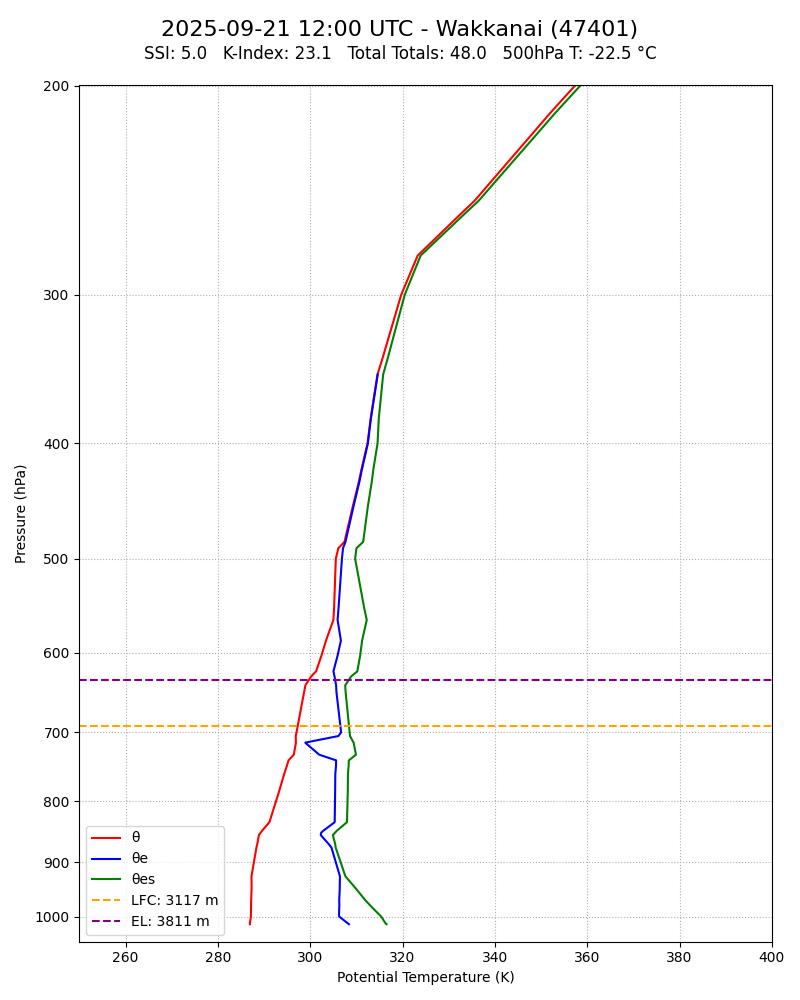 2025-09-21 12:00 UTC - Wakkanai (47401)
SSI: 5.0 K-Index: 23.1 Total Totals: 48.0 500hPa T: -22.5 °C
200
300
400
500
600
700
800
900
1000
Pressure (hPa)
θ
θe
θes
LFC: 3117 m
EL: 3811 m
260 280 300 320 340 360 380 400
Potential Temperature (K)